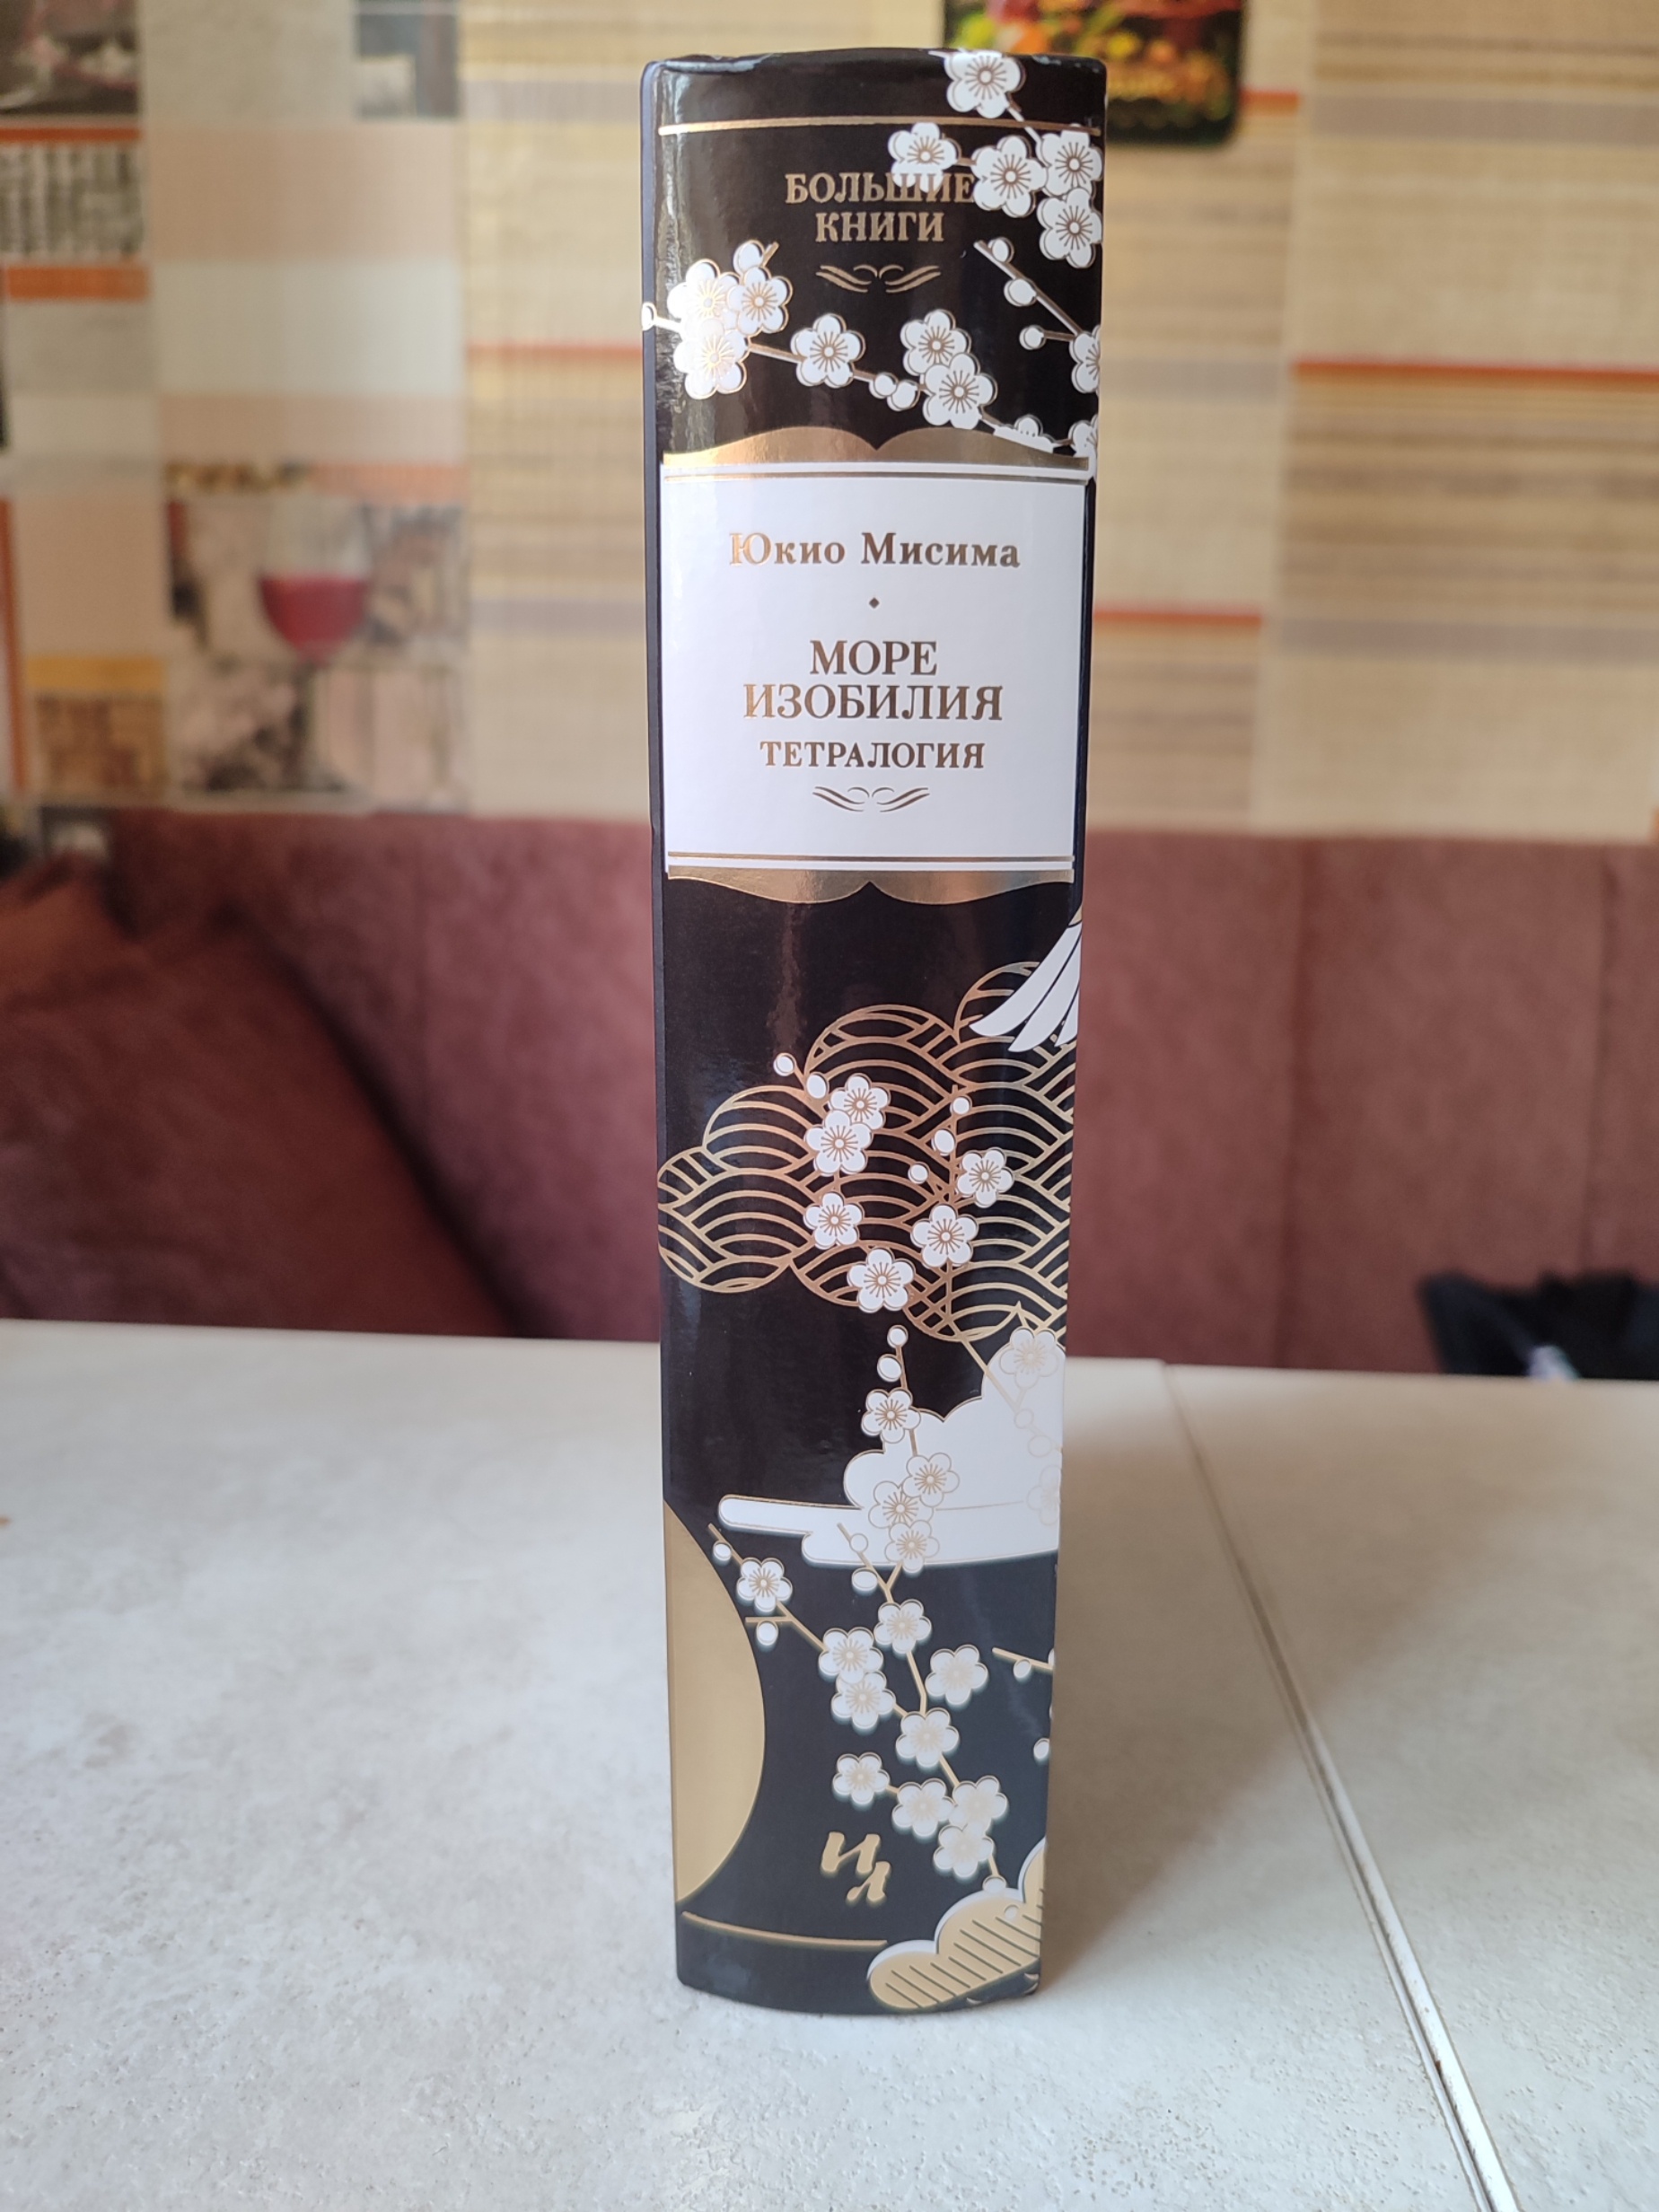 БОЛЬШИЕ
КНИГИ
Юкио Мисима
МОРЕ
ИЗОБИЛИЯ
ТЕТРАЛОГИЯ
ИЛ